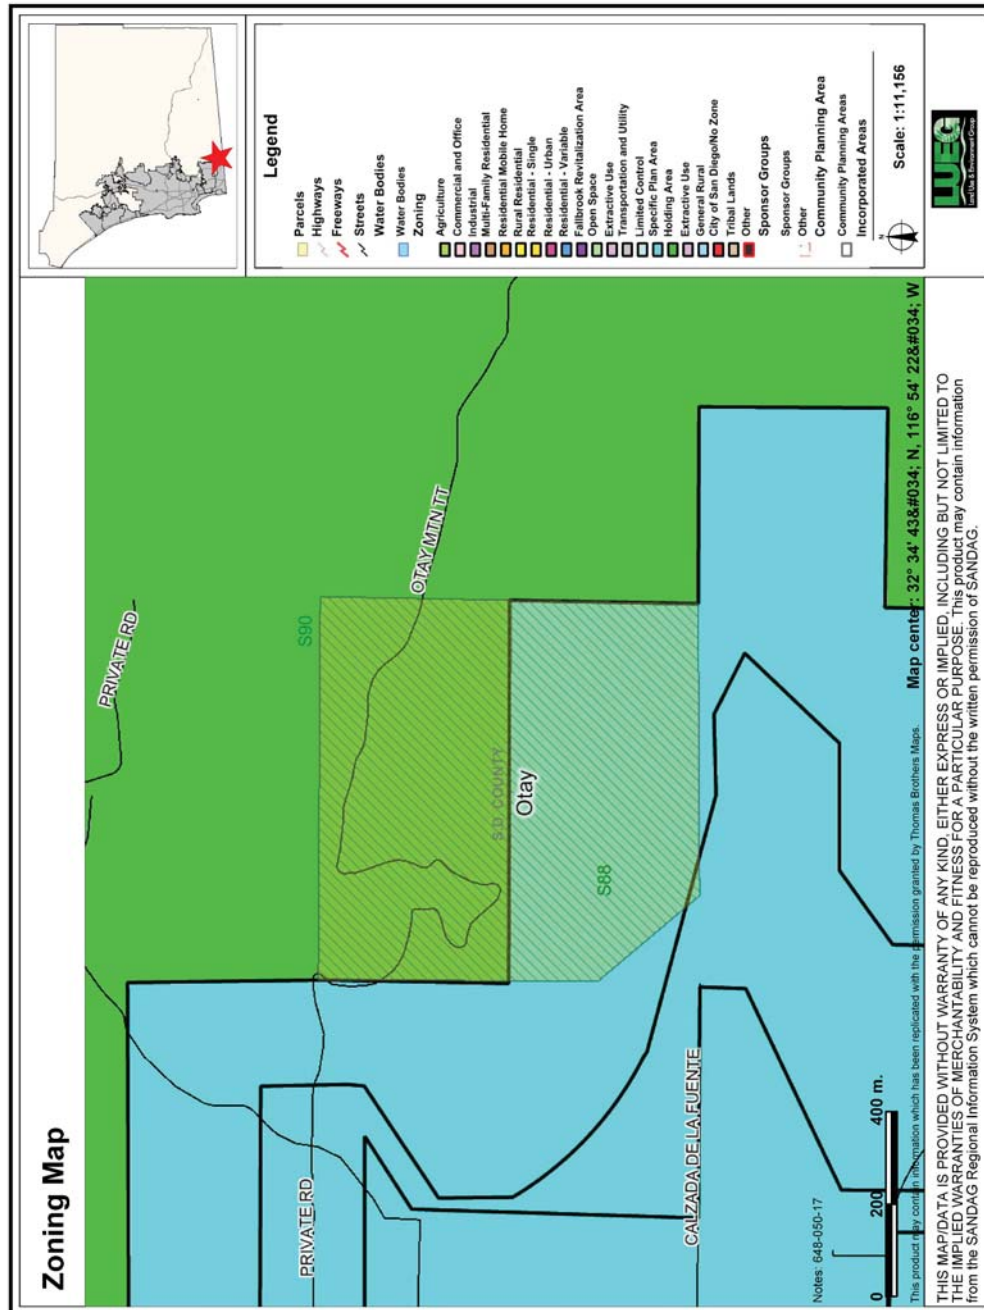 Zoning Map
PRIVATE RD
S90
OTAY MTN TT
PRIVATE RD
S.D. COUNTY
Otay
S88
CALZADA DE LA FUENTE
Notes: 648-050-17
0 200 400 m.
This product may contain information which has been replicated with the permission granted by Thomas Brothers Maps.
Map center: 32° 34' 43&#034; N, 116° 54' 22&#034; W
Legend
Parcels
Highways
Freeways
Streets
Water Bodies
Water Bodies
Zoning
Agriculture
Commercial and Office
Industrial
Multi-Family Residential
Residential Mobile Home
Rural Residential
Residential - Single
Residential - Urban
Residential - Variable
Fallbrook Revitalization Area
Open Space
Extractive Use
Transportation and Utility
Limited Control
Specific Plan Area
Holding Area
Extractive Use
General Rural
City of San Diego/No Zone
Tribal Lands
Other
Sponsor Groups
Sponsor Groups
Other
Community Planning Area
Community Planning Areas
Incorporated Areas
N
Scale: 1:11,156
LUEG
Land Use & Environment Group
THIS MAP/DATA IS PROVIDED WITHOUT WARRANTY OF ANY KIND, EITHER EXPRESS OR IMPLIED, INCLUDING BUT NOT LIMITED TO
THE IMPLIED WARRANTIES OF MERCHANTABILITY AND FITNESS FOR A PARTICULAR PURPOSE. This product may contain information
from the SANDAG Regional Information System which cannot be reproduced without the written permission of SANDAG.